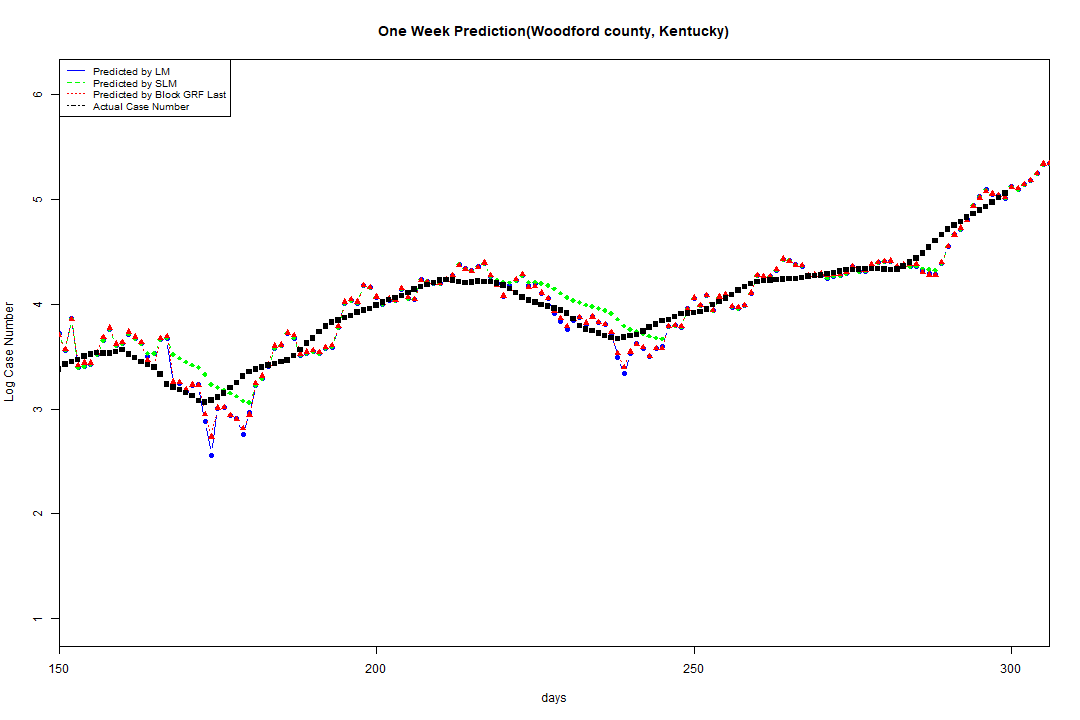 One Week Prediction(Woodford county, Kentucky)
Predicted by LM
Predicted by SLM
Predicted by Block GRF Last
Actual Case Number
6
5
4
3
2
1
Log Case Number
150
200
250
300
days